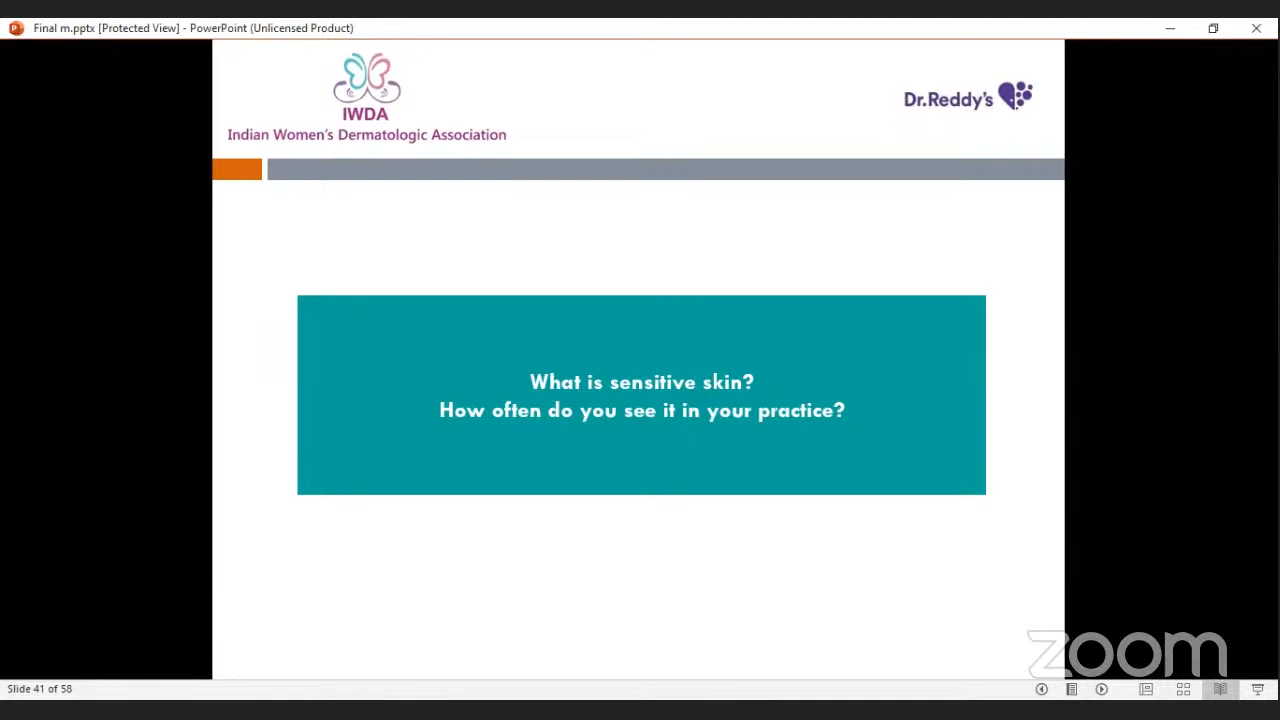 Final m.pptx [Protected View] - PowerPoint (Unlicensed Product)
IWDA
Indian Women's Dermatologic Association
Dr.Reddy's
What is sensitive skin?
How often do you see it in your practice?
zoom
Slide 41 of 58